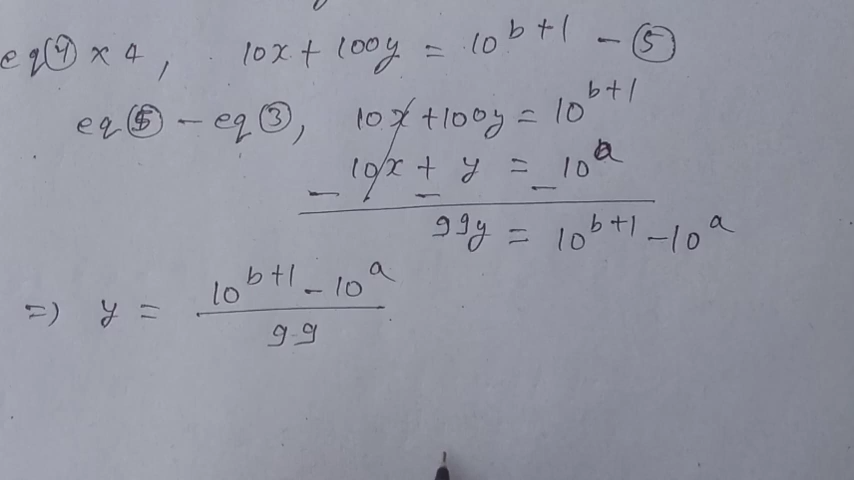 eq④ × 4, 10x + 100y = 10^{b+1} - ⑤
eq⑤ - eq③, 10x + 100y = 10^{b+1}
10x + y = 10^a
- - -
99y = 10^{b+1} - 10^a
=) y = \frac{10^{b+1} - 10^a}{99}